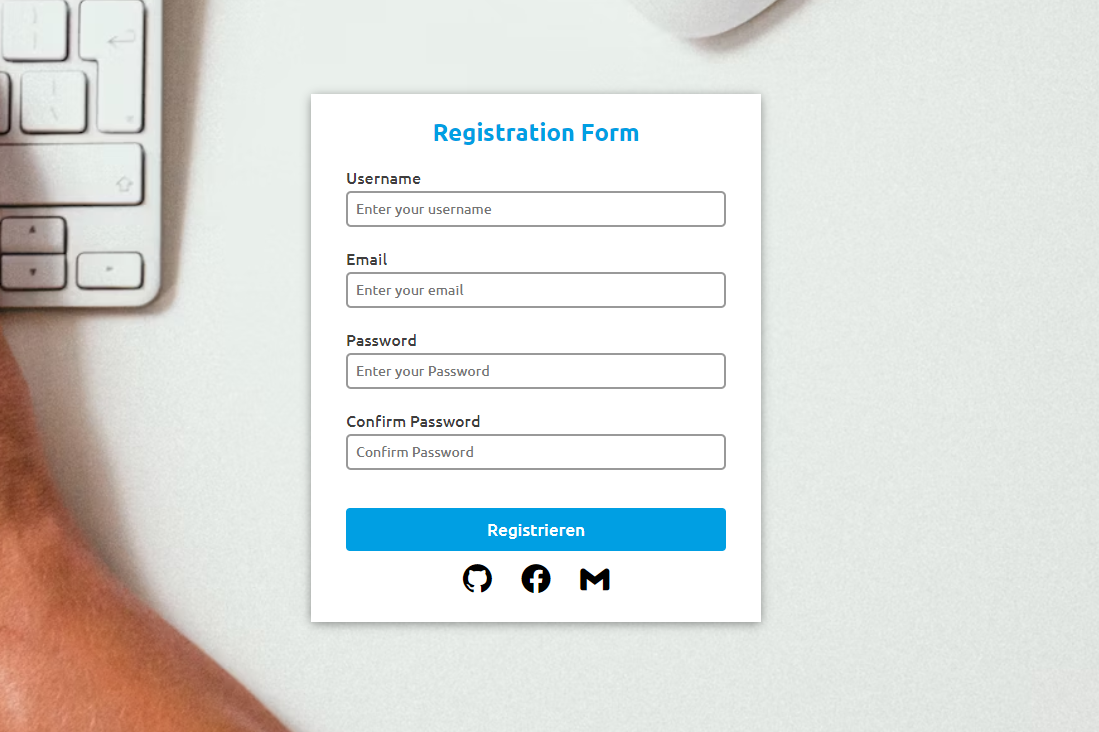 Registration Form
Username
Enter your username
Email
Enter your email
Password
Enter your Password
Confirm Password
Confirm Password
Registrieren